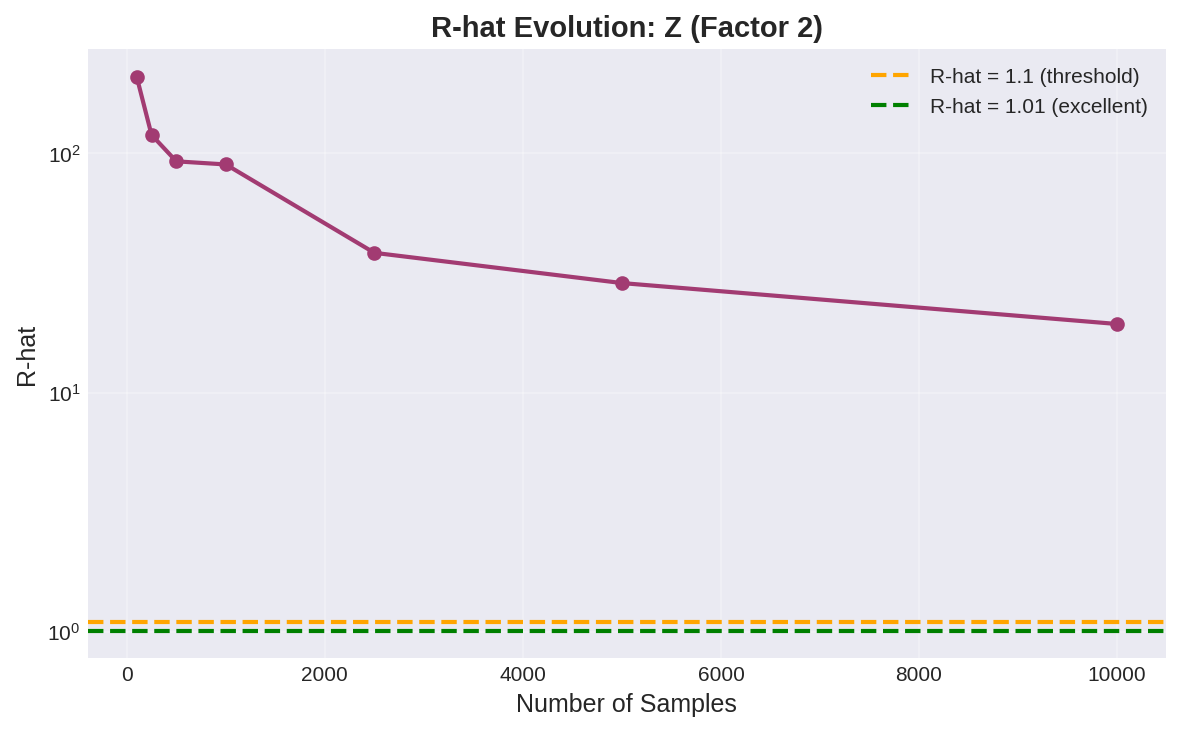 R-hat Evolution: Z (Factor 2)
R-hat = 1.1 (threshold)
R-hat = 1.01 (excellent)
10²
10¹
10⁰
R-hat
0 2000 4000 6000 8000 10000
Number of Samples